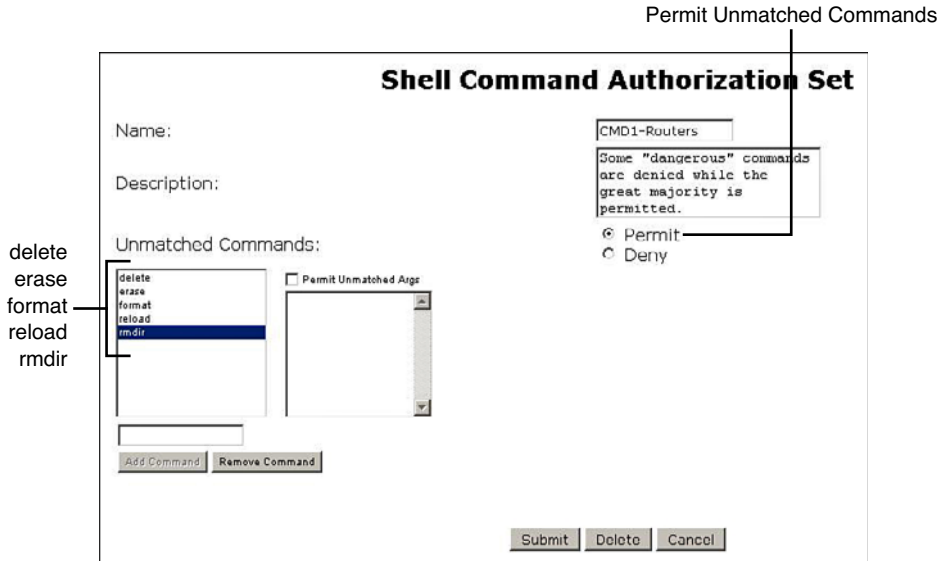 Permit Unmatched Commands
Shell Command Authorization Set
Name:
CMD1-Routers
Description:
Some "dangerous" commands
are denied while the
great majority is
permitted.
Unmatched Commands:
Permit
Deny
delete
erase
format
reload
rmdir
delete
erase
format
reload
rmdir
Permit Unmatched Args
Add Command
Remove Command
Submit
Delete
Cancel